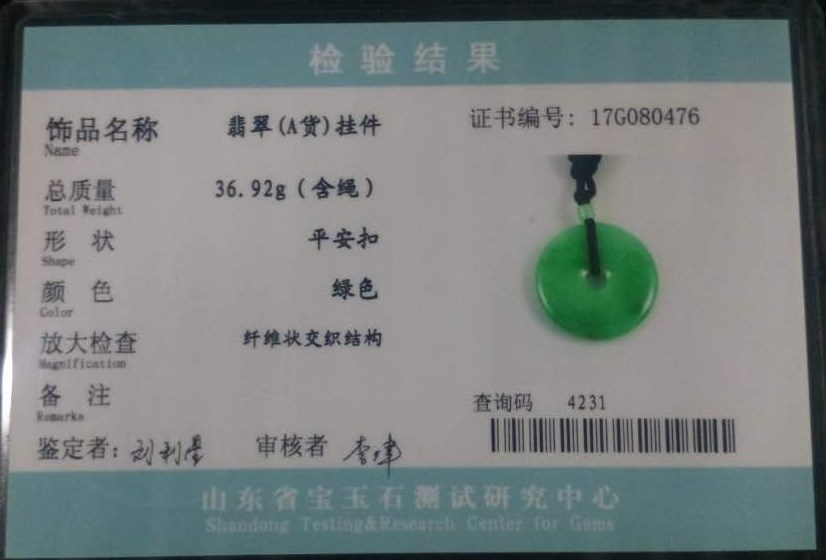 检验结果
饰品名称 翡翠(A货)挂件 证书编号: 17G080476
Name
总质量 36.92g(含绳)
Total Weight
形 状 平安扣
Shape
颜 色 绿色
Color
放大检查 纤维状交织结构
Magnification
备 注
Remarks
查询码 4231
鉴定者: 审核者
山东省宝玉石测试研究中心
Shandong Testing&Research Center for Gems